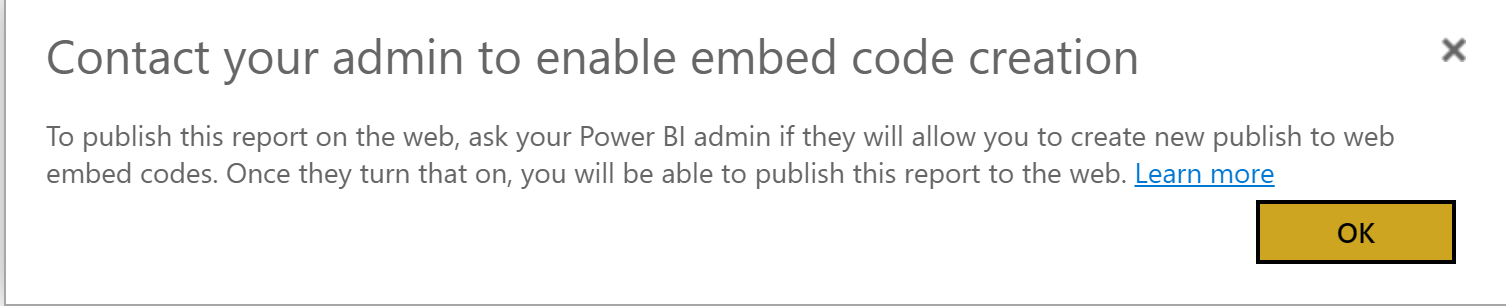 Contact your admin to enable embed code creation
To publish this report on the web, ask your Power BI admin if they will allow you to create new publish to web
embed codes. Once they turn that on, you will be able to publish this report to the web. Learn more
OK